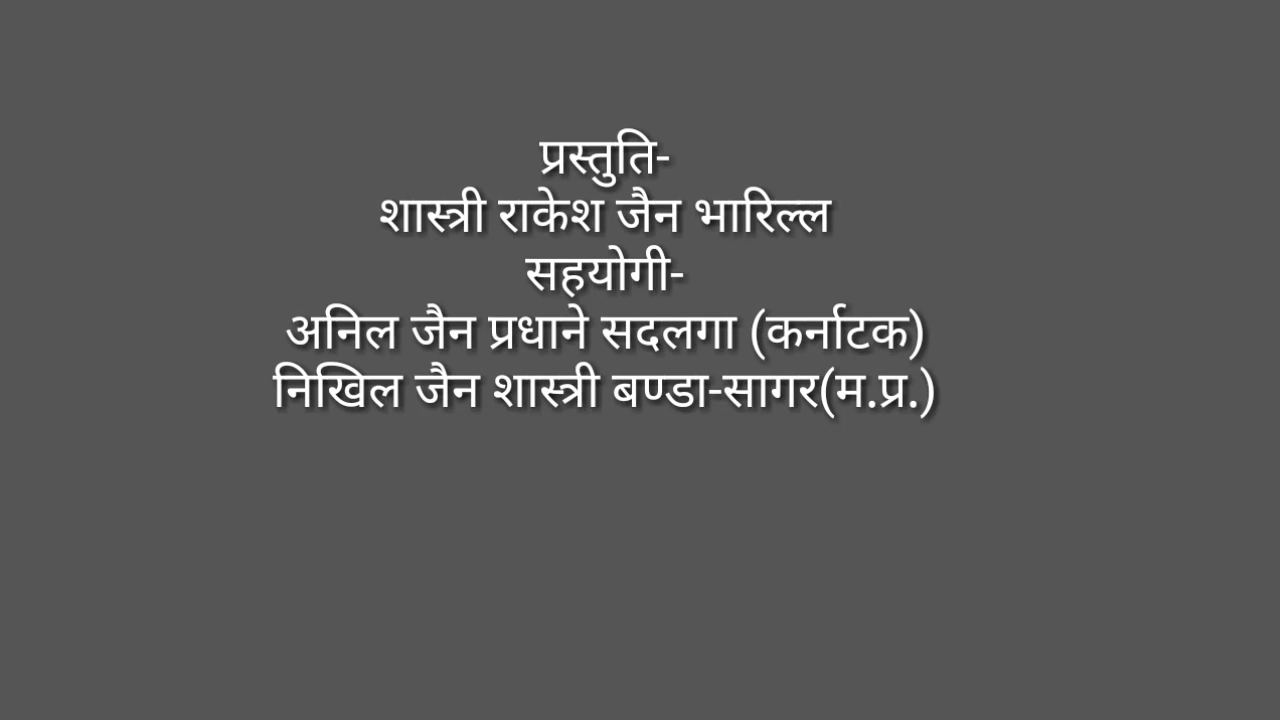 प्रस्तुति-
शास्त्री राकेश जैन भारिल्ल
सहयोगी-
अनिल जैन प्रधाने सदलगा (कर्नाटक)
निखिल जैन शास्त्री बण्डा-सागर(म.प्र.)